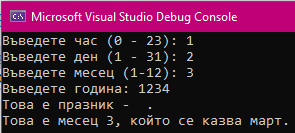 Microsoft Visual Studio Debug Console
Въведете час (0 - 23): 1
Въведете ден (1 - 31): 2
Въведете месец (1-12): 3
Въведете година: 1234
Това е празник -  .
Това е месец 3, който се казва март.